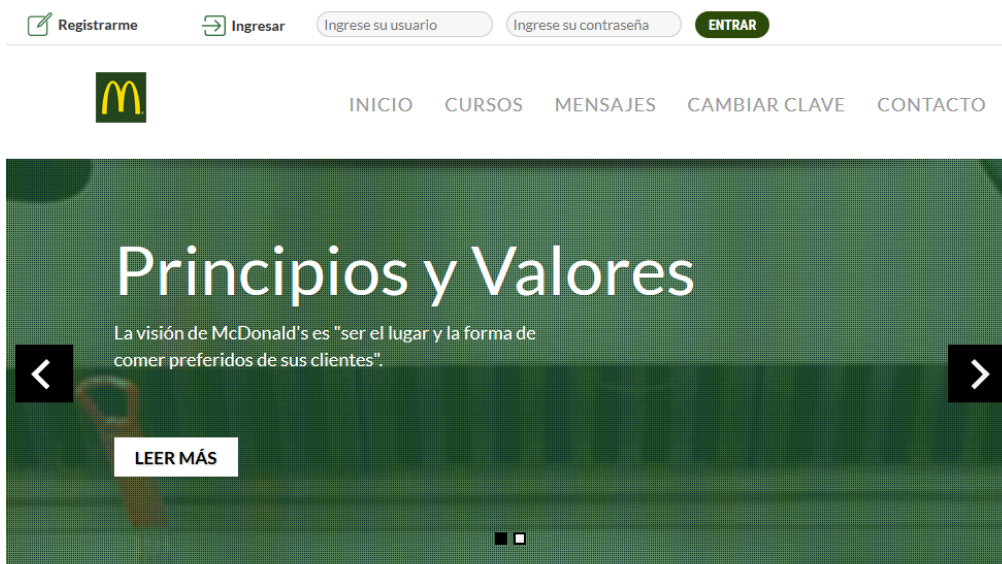 Registrarme
Ingresar
Ingrese su usuario
Ingrese su contraseña
ENTRAR
INICIO
CURSOS
MENSAJES
CAMBIAR CLAVE
CONTACTO
Principios y Valores
La visión de McDonald's es "ser el lugar y la forma de
comer preferidos de sus clientes".
LEER MÁS